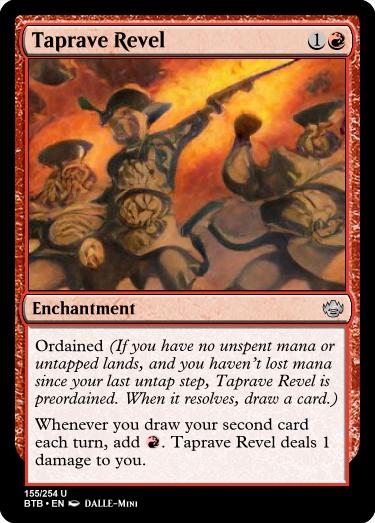 Taprave Revel 1
Enchantment
Ordained (If you have no unspent mana or
untapped lands, and you haven't lost mana
since your last untap step, Taprave Revel is
preordained. When it resolves, draw a card.)
Whenever you draw your second card
each turn, add . Taprave Revel deals 1
damage to you.
155/254 U
BTB • EN DALLE-Mini